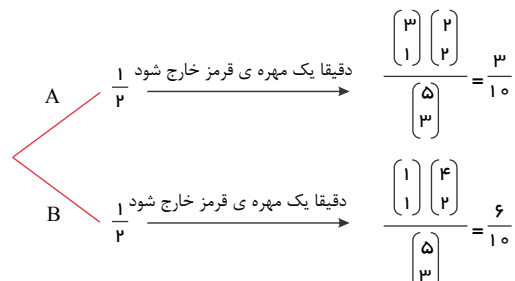 A ۱/۲ دقیقا یک مهره ی قرمز خارج شود (۳ ۱)(۲ ۲)/(۵ ۳) = ۳/۱۰
B ۱/۲ دقیقا یک مهره ی قرمز خارج شود (۱ ۱)(۴ ۲)/(۵ ۳) = ۶/۱۰